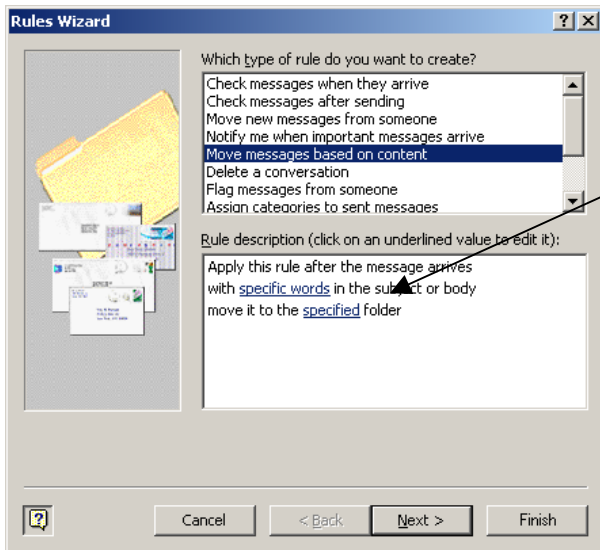 Rules Wizard
Which type of rule do you want to create?
Check messages when they arrive
Check messages after sending
Move new messages from someone
Notify me when important messages arrive
Move messages based on content
Delete a conversation
Flag messages from someone
Assign categories to sent messages
Rule description (click on an underlined value to edit it):
Apply this rule after the message arrives
with specific words in the subject or body
move it to the specified folder
Cancel
< Back
Next >
Finish